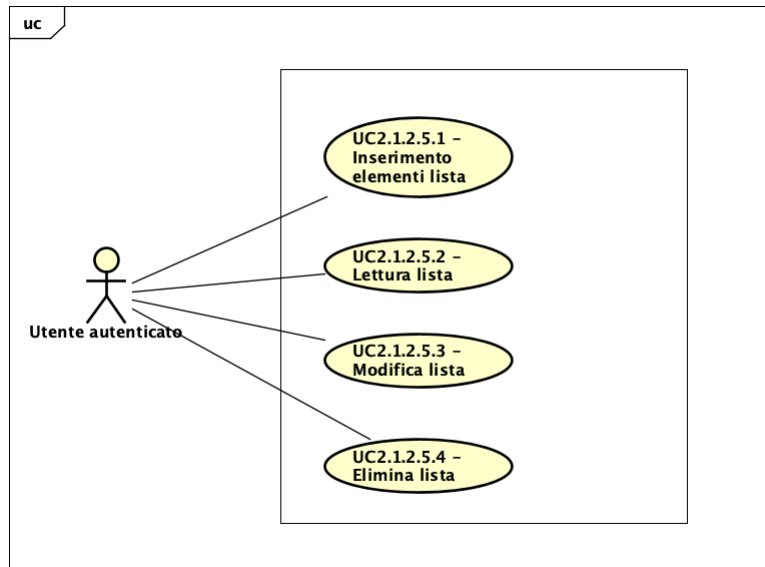 uc
UC2.1.2.5.1 –
Inserimento
elementi lista
UC2.1.2.5.2 –
Lettura lista
Utente autenticato
UC2.1.2.5.3 –
Modifica lista
UC2.1.2.5.4 –
Elimina lista